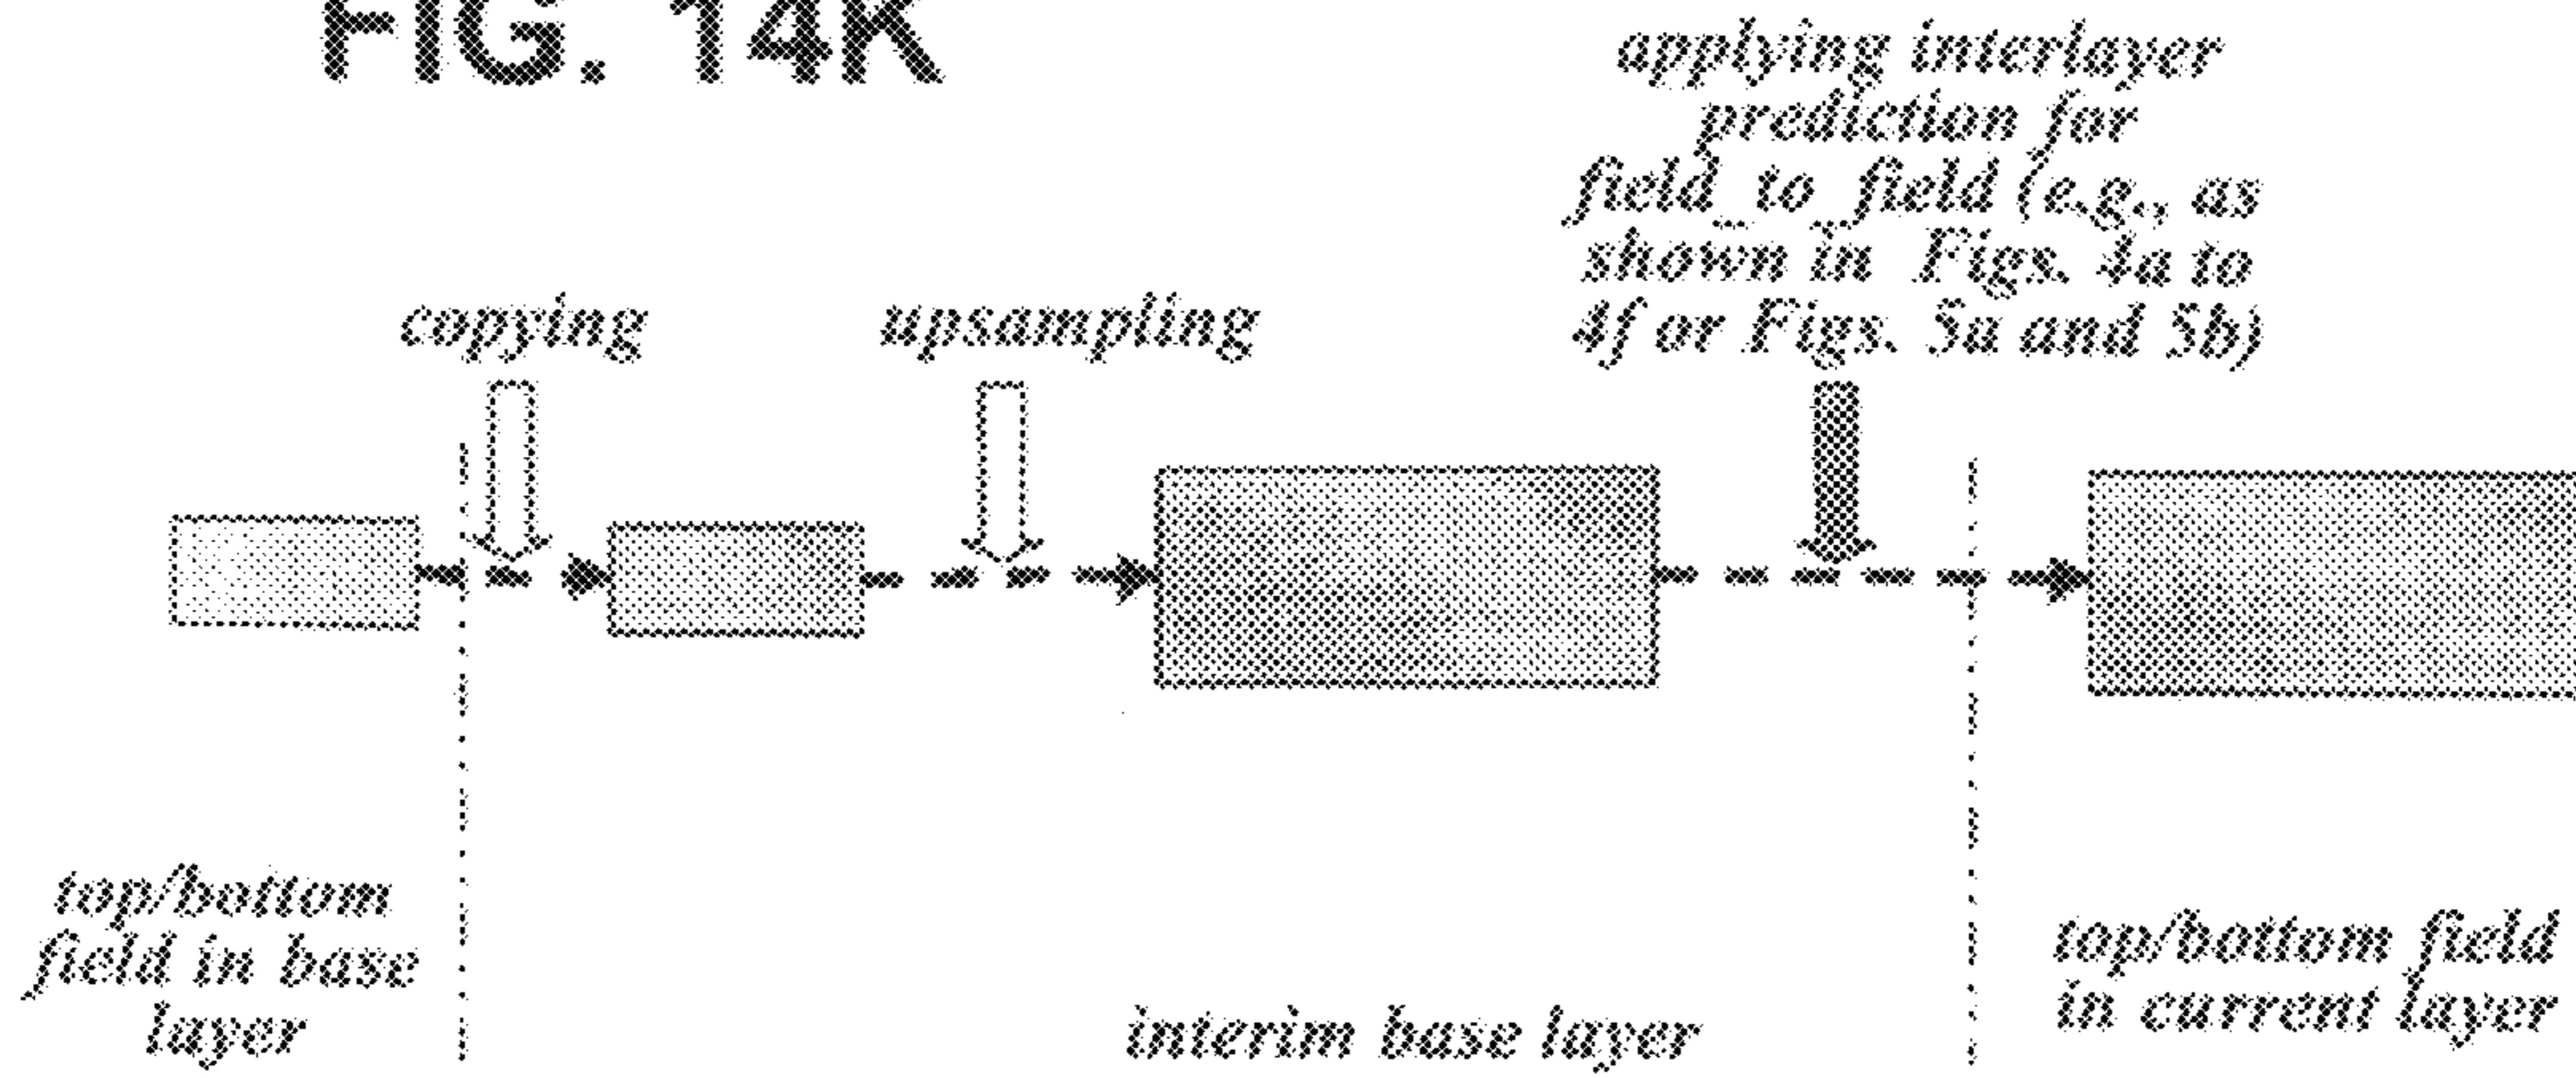 FIG. 14K
applying interlayer
prediction for
field_to_field (e.g., as
shown in Figs. 4a to
4f or Figs. 5a and 5b)
copying
upsampling
top/bottom
field in base
layer
interim base layer
top/bottom field
in current layer